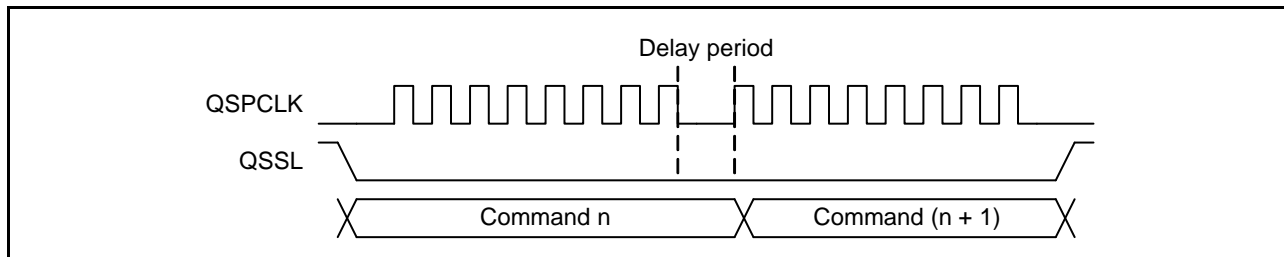 Delay period
QSPCLK
QSSL
Command n
Command (n + 1)